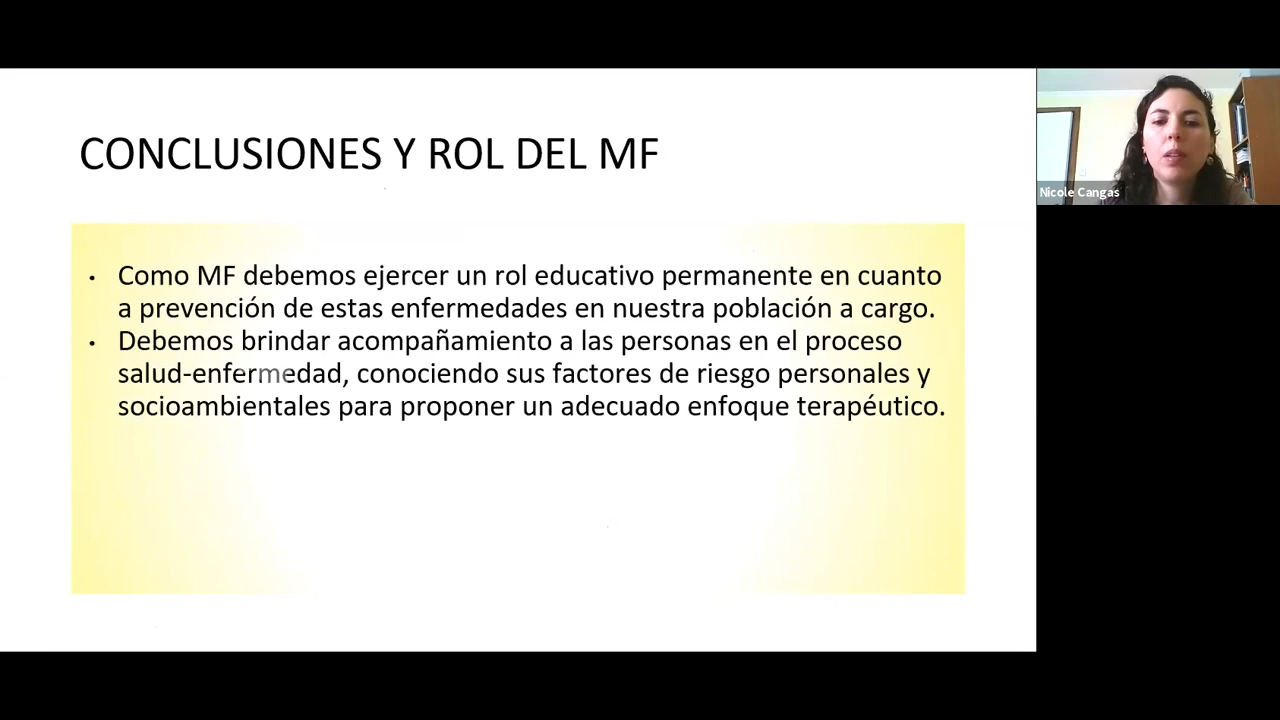 CONCLUSIONES Y ROL DEL MF
Nicole Cangas
• Como MF debemos ejercer un rol educativo permanente en cuanto
a prevención de estas enfermedades en nuestra población a cargo.
• Debemos brindar acompañamiento a las personas en el proceso
salud-enfermedad, conociendo sus factores de riesgo personales y
socioambientales para proponer un adecuado enfoque terapéutico.